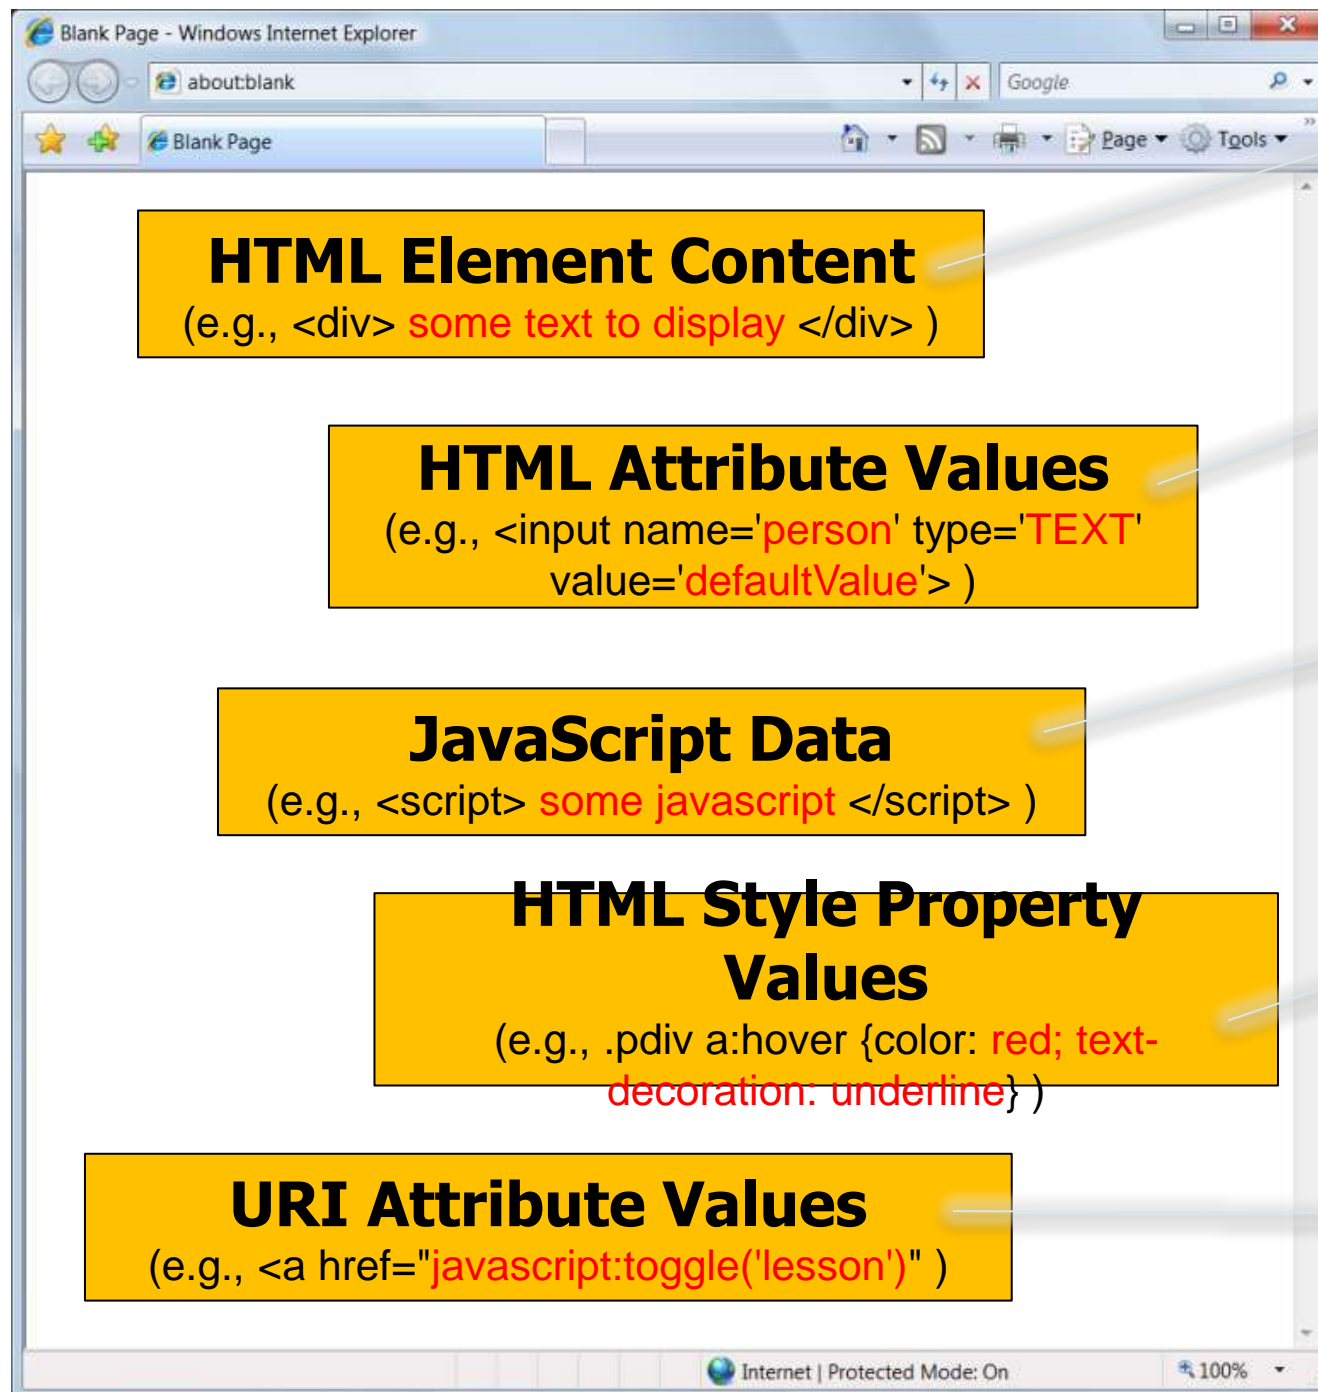 Blank Page - Windows Internet Explorer
about:blank
Google
Blank Page
Page
Tools
HTML Element Content
(e.g., <div> some text to display </div> )
HTML Attribute Values
(e.g., <input name='person' type='TEXT'
value='defaultValue'> )
JavaScript Data
(e.g., <script> some javascript </script> )
HTML Style Property
Values
(e.g., .pdiv a:hover {color: red; text-
decoration: underline} )
URI Attribute Values
(e.g., <a href="javascript:toggle('lesson')" )
Internet | Protected Mode: On
100%